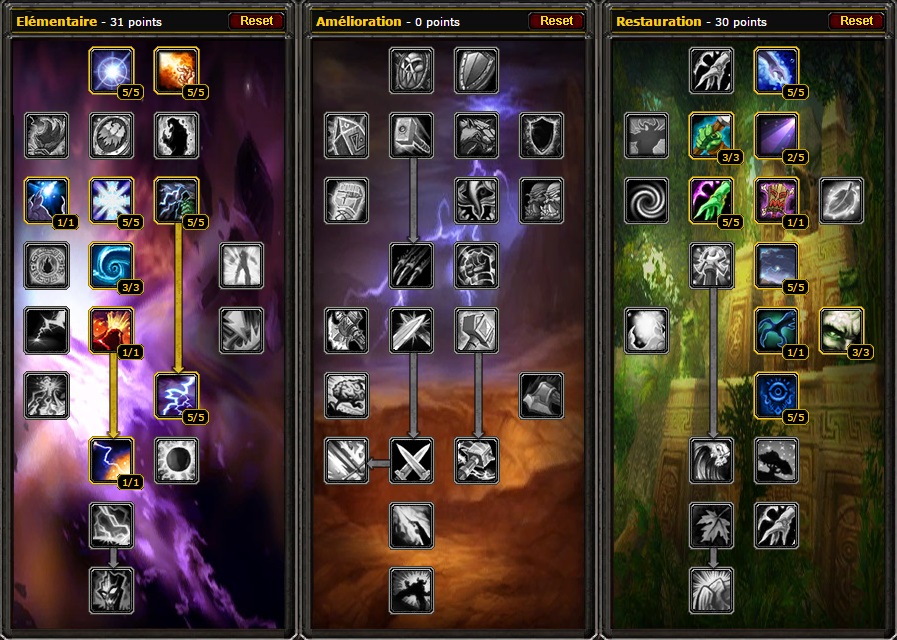 Elémentaire - 31 points Reset Amélioration - 0 points Reset Restauration - 30 points Reset
5/5 5/5 5/5
3/3 2/5
1/1 5/5 5/5 5/5 1/1
3/3 5/5
1/1 1/1 3/3
5/5 5/5
1/1